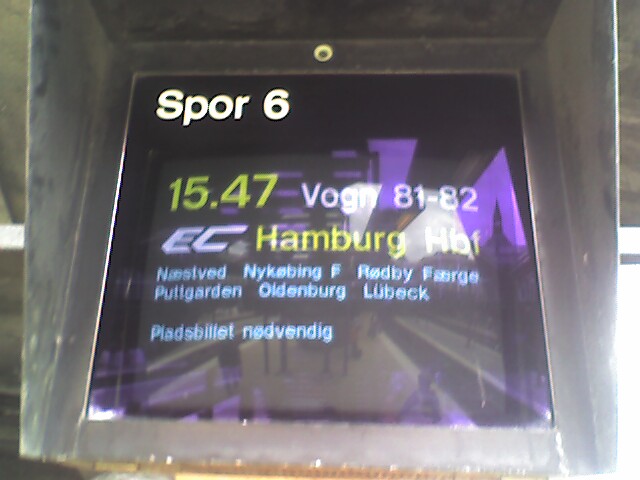 Spor 6
15.47 Vogn 81-82
EC Hamburg Hbf
Næstved Nykøbing F Rødby Færge
Puttgarden Oldenburg Lübeck
Pladsbillet nødvendig